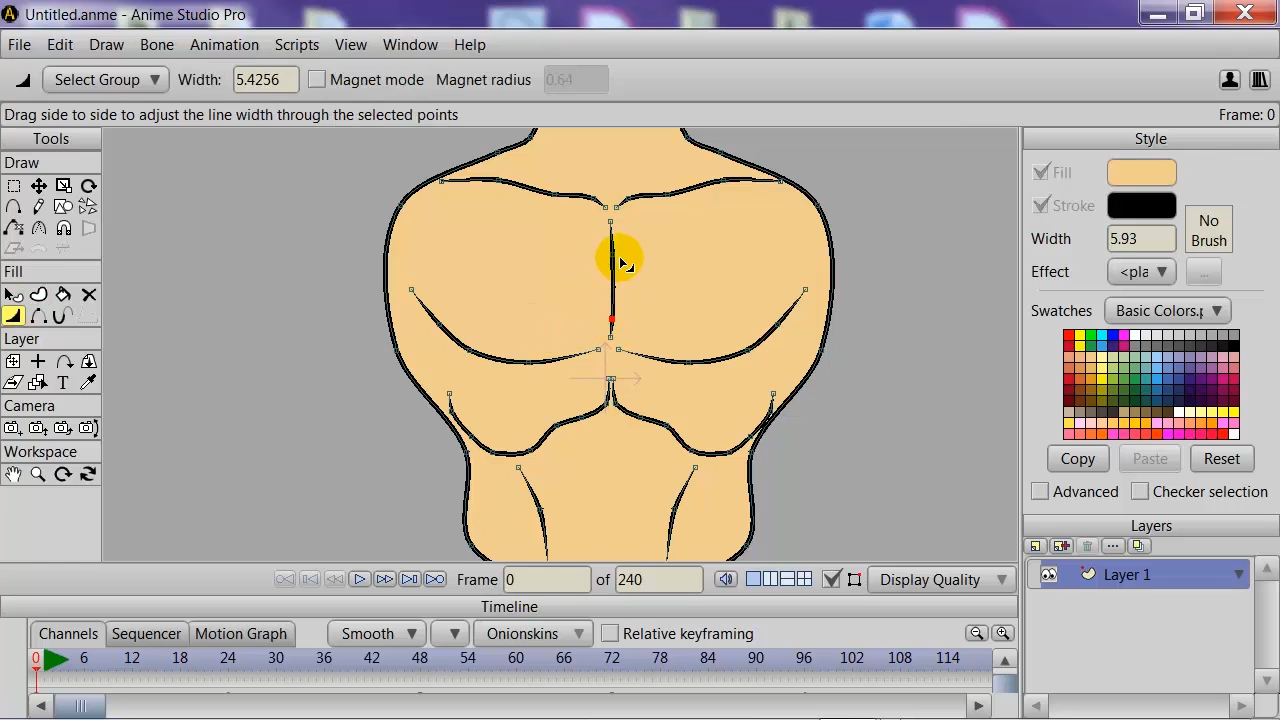 Untitled.anme - Anime Studio Pro
File Edit Draw Bone Animation Scripts View Window Help
Select Group Width: 5.4256 Magnet mode Magnet radius 0.64
Drag side to side to adjust the line width through the selected points Frame: 0
Tools Style
Draw
Fill
Stroke
No
Brush
Width 5.93
Fill
Effect <pla ...
Swatches Basic Colors.p
Layer
Camera
Workspace
Copy Paste Reset
Advanced Checker selection
Layers
Layer 1
Frame 0 of 240 Display Quality
Timeline
Channels Sequencer Motion Graph Smooth Onionskins Relative keyframing
0 6 12 18 24 30 36 42 48 54 60 66 72 78 84 90 96 102 108 114